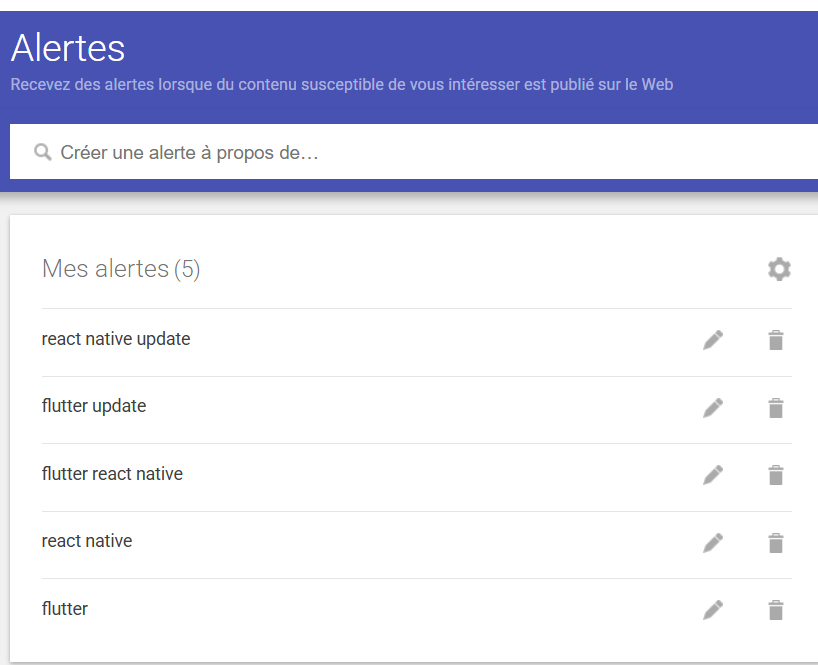 Alertes
Recevez des alertes lorsque du contenu susceptible de vous intéresser est publié sur le Web
Créer une alerte à propos de…
Mes alertes (5)
react native update
flutter update
flutter react native
react native
flutter